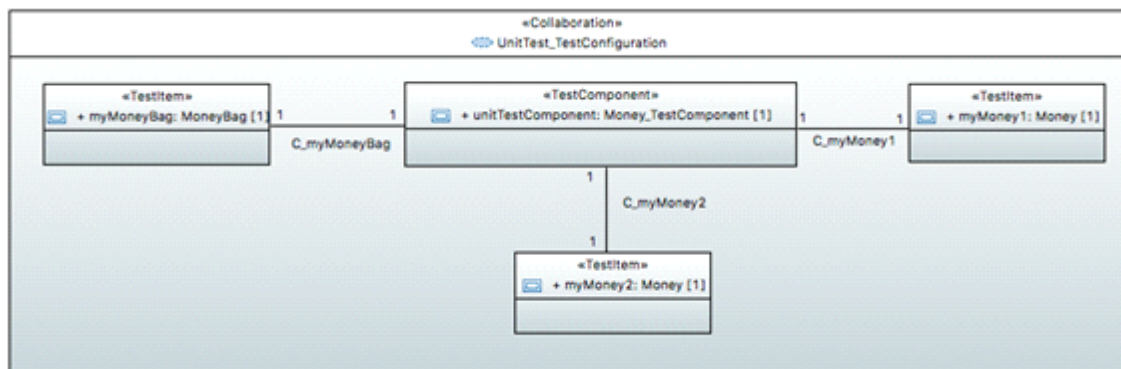 «Collaboration»
UnitTest_TestConfiguration
«TestItem»
+ myMoneyBag: MoneyBag [1]
1
1
C_myMoneyBag
«TestComponent»
+ unitTestComponent: Money_TestComponent [1]
1
1
C_myMoney1
«TestItem»
+ myMoney1: Money [1]
1
C_myMoney2
1
«TestItem»
+ myMoney2: Money [1]